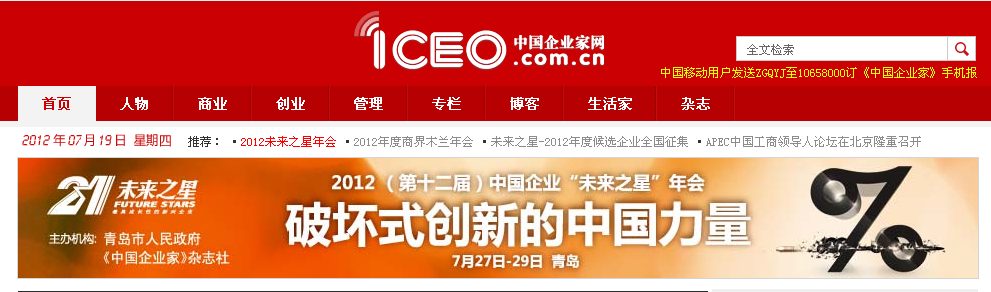 iCEO 中国企业家网
.com.cn
全文检索
中国移动用户发送ZGQYJ至10658000订《中国企业家》手机报
首页 人物 商业 创业 管理 专栏 博客 生活家 杂志
2012年07月19日 星期四 推荐： ▪2012未来之星年会 ▪2012年度商界木兰年会 ▪未来之星-2012年度候选企业全国征集 ▪APEC中国工商领导人论坛在北京隆重召开
21 未来之星
FUTURE STARS
最具成长性的新兴企业
主办机构: 青岛市人民政府
《中国企业家》杂志社
2012 （第十二届）中国企业“未来之星”年会
破坏式创新的中国力量
7月27日-29日 青岛